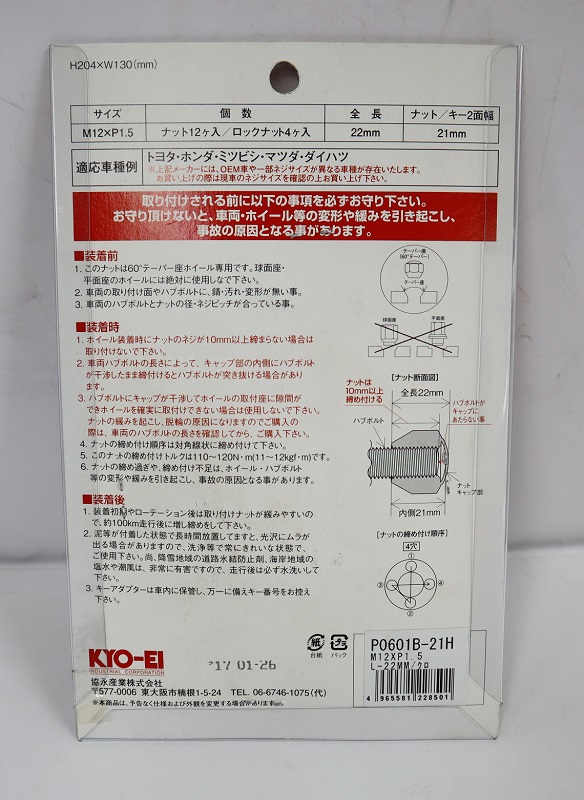 H204×W130(mm)
サイズ 個数 全長 ナット/キー2面幅
M12×P1.5 ナット12ヶ入/ロックナット4ヶ入 22mm 21mm
適応車種例
トヨタ・ホンダ・ミツビシ・マツダ・ダイハツ
※上記メーカーには、OEM車や一部ネジサイズが異なる車種が存在いたします。
お買い上げの際は現車のネジサイズを確認の上お買い上げ下さい。
取り付けされる前に以下の事項を必ずお守り下さい。
お守り頂けないと、車両・ホイール等の変形や緩みを引き起こし、
事故の原因となる事があります。
■装着前
1. このナットは60°テーパー座ホイール専用です。球面座・
平面座のホイールには絶対に使用しなで下さい。
2. 車両の取り付け面やハブボルトに、錆・汚れ・変形が無い事。
3. 車両のハブボルトとナットの径・ネジピッチが合っている事。
テーパー座
(60°テーパー)
テーパー座
球面座 平面座
■装着時
1. ホイール装着時にナットのネジが10mm以上締まらない場合は
取り付けないで下さい。
2. 車両ハブボルトの長さによって、キャップ部の内側にハブボルト
が干渉したまま締付けるとハブボルトが突き抜ける場合があり
ます。
3. ハブボルトにキャップが干渉してホイールの取付座に隙間が
できホイールを確実に取付けできない場合は使用しないで下さい。
ナットの緩みを起こし、脱輪の原因になりますのでご購入の
際は、車両のハブボルトの長さを確認してから、ご購入下さい。
4. ナットの締め付け順序は対角線状に締め付けて下さい。
5. このナットの締め付けトルクは110〜120N・m(11〜12kgf・m)です。
6. ナットの締め過ぎや、締め付け不足は、ホイール・ハブボルト
等の変形や緩みを引き起こし、事故の原因となる事があります。
ナットは
10mm以上
締め付ける
[ナット断面図]
全長22mm
ハブボルト
ハブボルトが
キャップに
あたらない事
ナット
キャップ部
内側21mm
■装着後
1. 装着初期やローテーション後は取り付けナットが緩みやすいの
で、約100km走行後に増し締めをして下さい。
2. 泥等が付着した状態で長時間放置してますと、光沢にムラが
出る場合がありますので、洗浄等で常にきれいな状態で、
ご使用下さい。尚、降雪地域の道路氷結防止剤、海岸地域の
塩水や潮風は、非常に有害ですので、走行後は必ず水洗いして
下さい。
3. キーアダプターは車内に保管し、万一に備えキー番号をお控え
下さい。
[ナットの締め付け順序]
4穴
①
③ ④
②
KYO-EI
INDUSTRIAL CORPORATION
協永産業株式会社
〒577-0006 東大阪市楠根1-5-24 TEL. 06-6746-1075(代)
※本商品は、予告なく仕様および外観を変更する場合があります。
'17 01-26
紙 プラ
台紙 パック
P0601B-21H
M12XP1.5
L-22MM/クロ
4 965581 228501